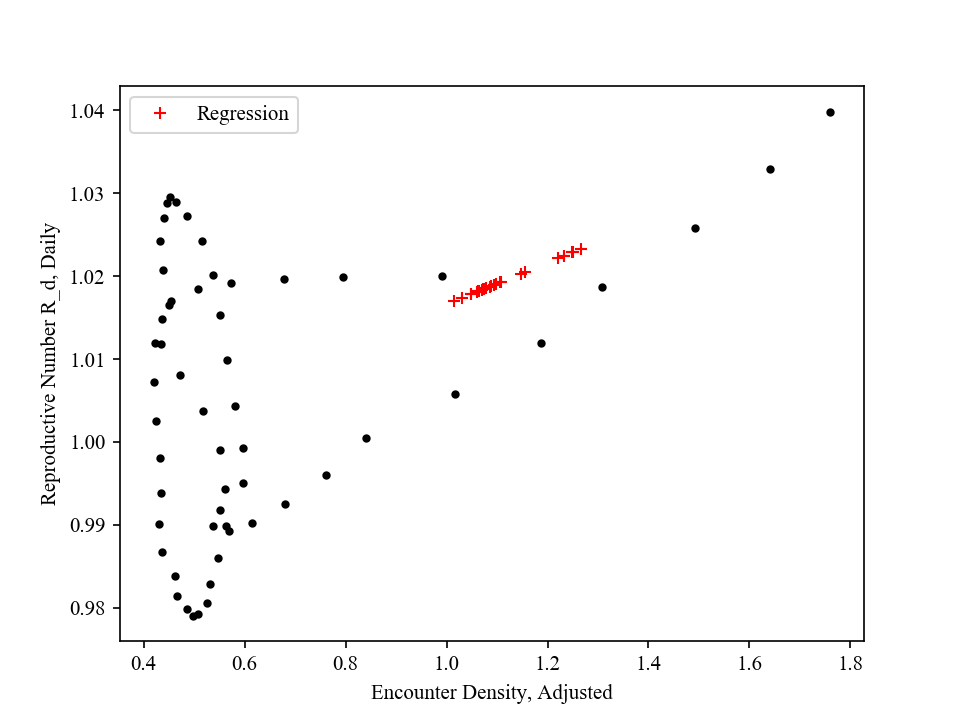 Regression
1.04
1.03
1.02
1.01
1.00
0.99
0.98
Reproductive Number R_d, Daily
0.4 0.6 0.8 1.0 1.2 1.4 1.6 1.8
Encounter Density, Adjusted